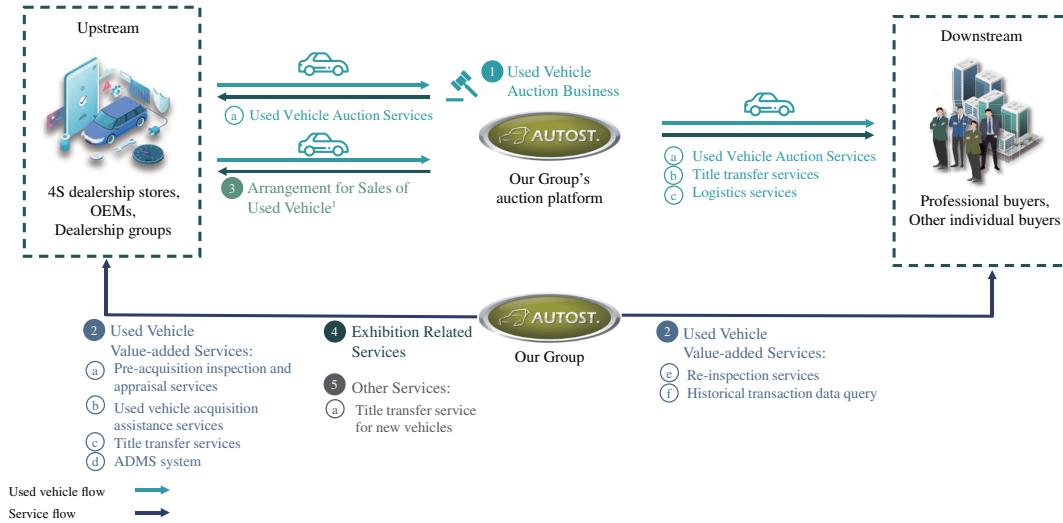 Upstream
4S dealership stores,
OEMs,
Dealership groups
a Used Vehicle Auction Services
3 Arrangement for Sales of
Used Vehicle1
1 Used Vehicle
Auction Business
AUTOST.
Our Group's
auction platform
a Used Vehicle Auction Services
b Title transfer services
c Logistics services
Downstream
Professional buyers,
Other individual buyers
2 Used Vehicle
Value-added Services:
a Pre-acquisition inspection and
appraisal services
b Used vehicle acquisition
assistance services
c Title transfer services
d ADMS system
4 Exhibition Related
Services
5 Other Services:
a Title transfer service
for new vehicles
AUTOST.
Our Group
2 Used Vehicle
Value-added Services:
e Re-inspection services
f Historical transaction data query
Used vehicle flow
Service flow